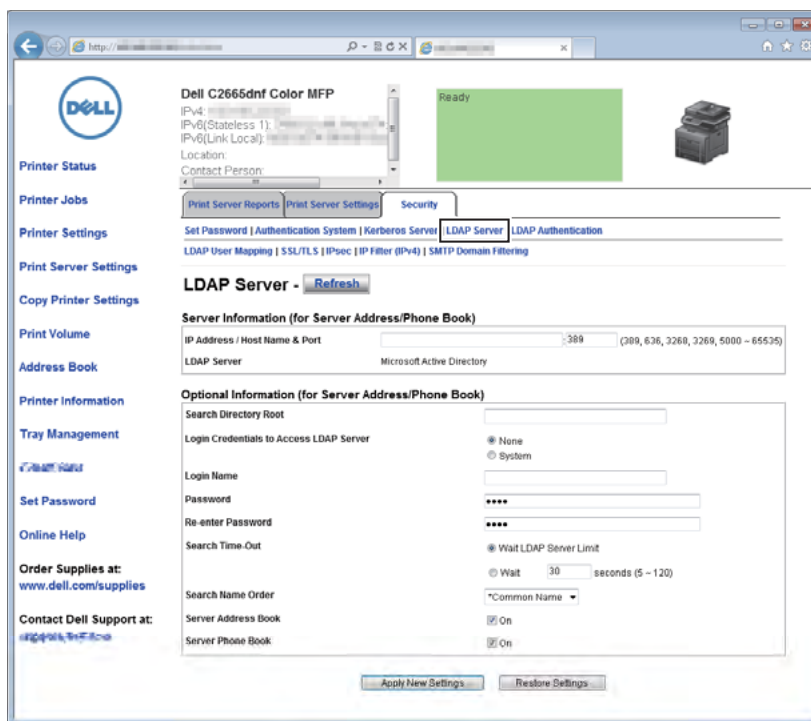 http://
DELL
Dell C2665dnf Color MFP
IPv4:
IPv6(Stateless 1):
IPv6(Link Local):
Location:
Contact Person:
Ready
Printer Status
Printer Jobs
Printer Settings
Print Server Settings
Copy Printer Settings
Print Volume
Address Book
Printer Information
Tray Management
Set Password
Online Help
Order Supplies at:
www.dell.com/supplies
Contact Dell Support at:
Print Server Reports Print Server Settings Security
Set Password | Authentication System | Kerberos Server | LDAP Server | LDAP Authentication
LDAP User Mapping | SSL/TLS | IPsec | IP Filter (IPv4) | SMTP Domain Filtering
LDAP Server - Refresh
Server Information (for Server Address/Phone Book)
IP Address / Host Name & Port :389 (389, 636, 3268, 3269, 5000 ~ 65535)
LDAP Server Microsoft Active Directory
Optional Information (for Server Address/Phone Book)
Search Directory Root
Login Credentials to Access LDAP Server None
System
Login Name
Password ••••
Re-enter Password ••••
Search Time-Out Wait LDAP Server Limit
Wait 30 seconds (5 ~ 120)
Search Name Order *Common Name
Server Address Book On
Server Phone Book On
Apply New Settings Restore Settings